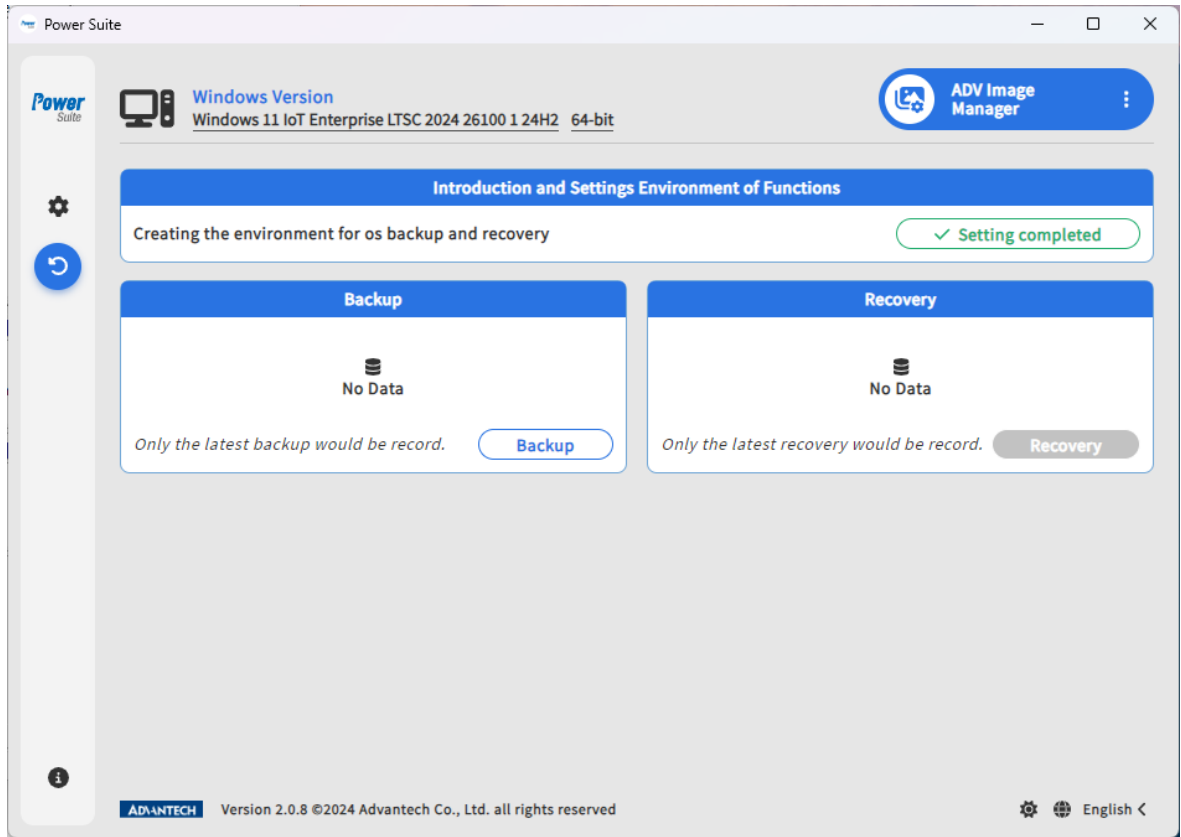 Power Suite
Power
Suite
Windows Version
Windows 11 IoT Enterprise LTSC 2024 26100 1 24H2 64-bit
ADV Image
Manager
Introduction and Settings Environment of Functions
Creating the environment for os backup and recovery
Setting completed
Backup
No Data
Only the latest backup would be record.
Backup
Recovery
No Data
Only the latest recovery would be record.
Recovery
ADVANTECH Version 2.0.8 ©2024 Advantech Co., Ltd. all rights reserved
English